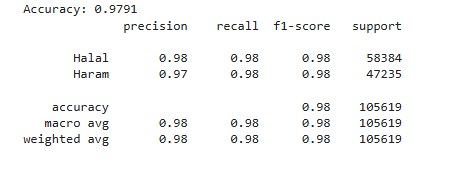 Accuracy: 0.9791
precision recall f1-score support
Halal 0.98 0.98 0.98 58384
Haram 0.97 0.98 0.98 47235
accuracy 0.98 105619
macro avg 0.98 0.98 0.98 105619
weighted avg 0.98 0.98 0.98 105619